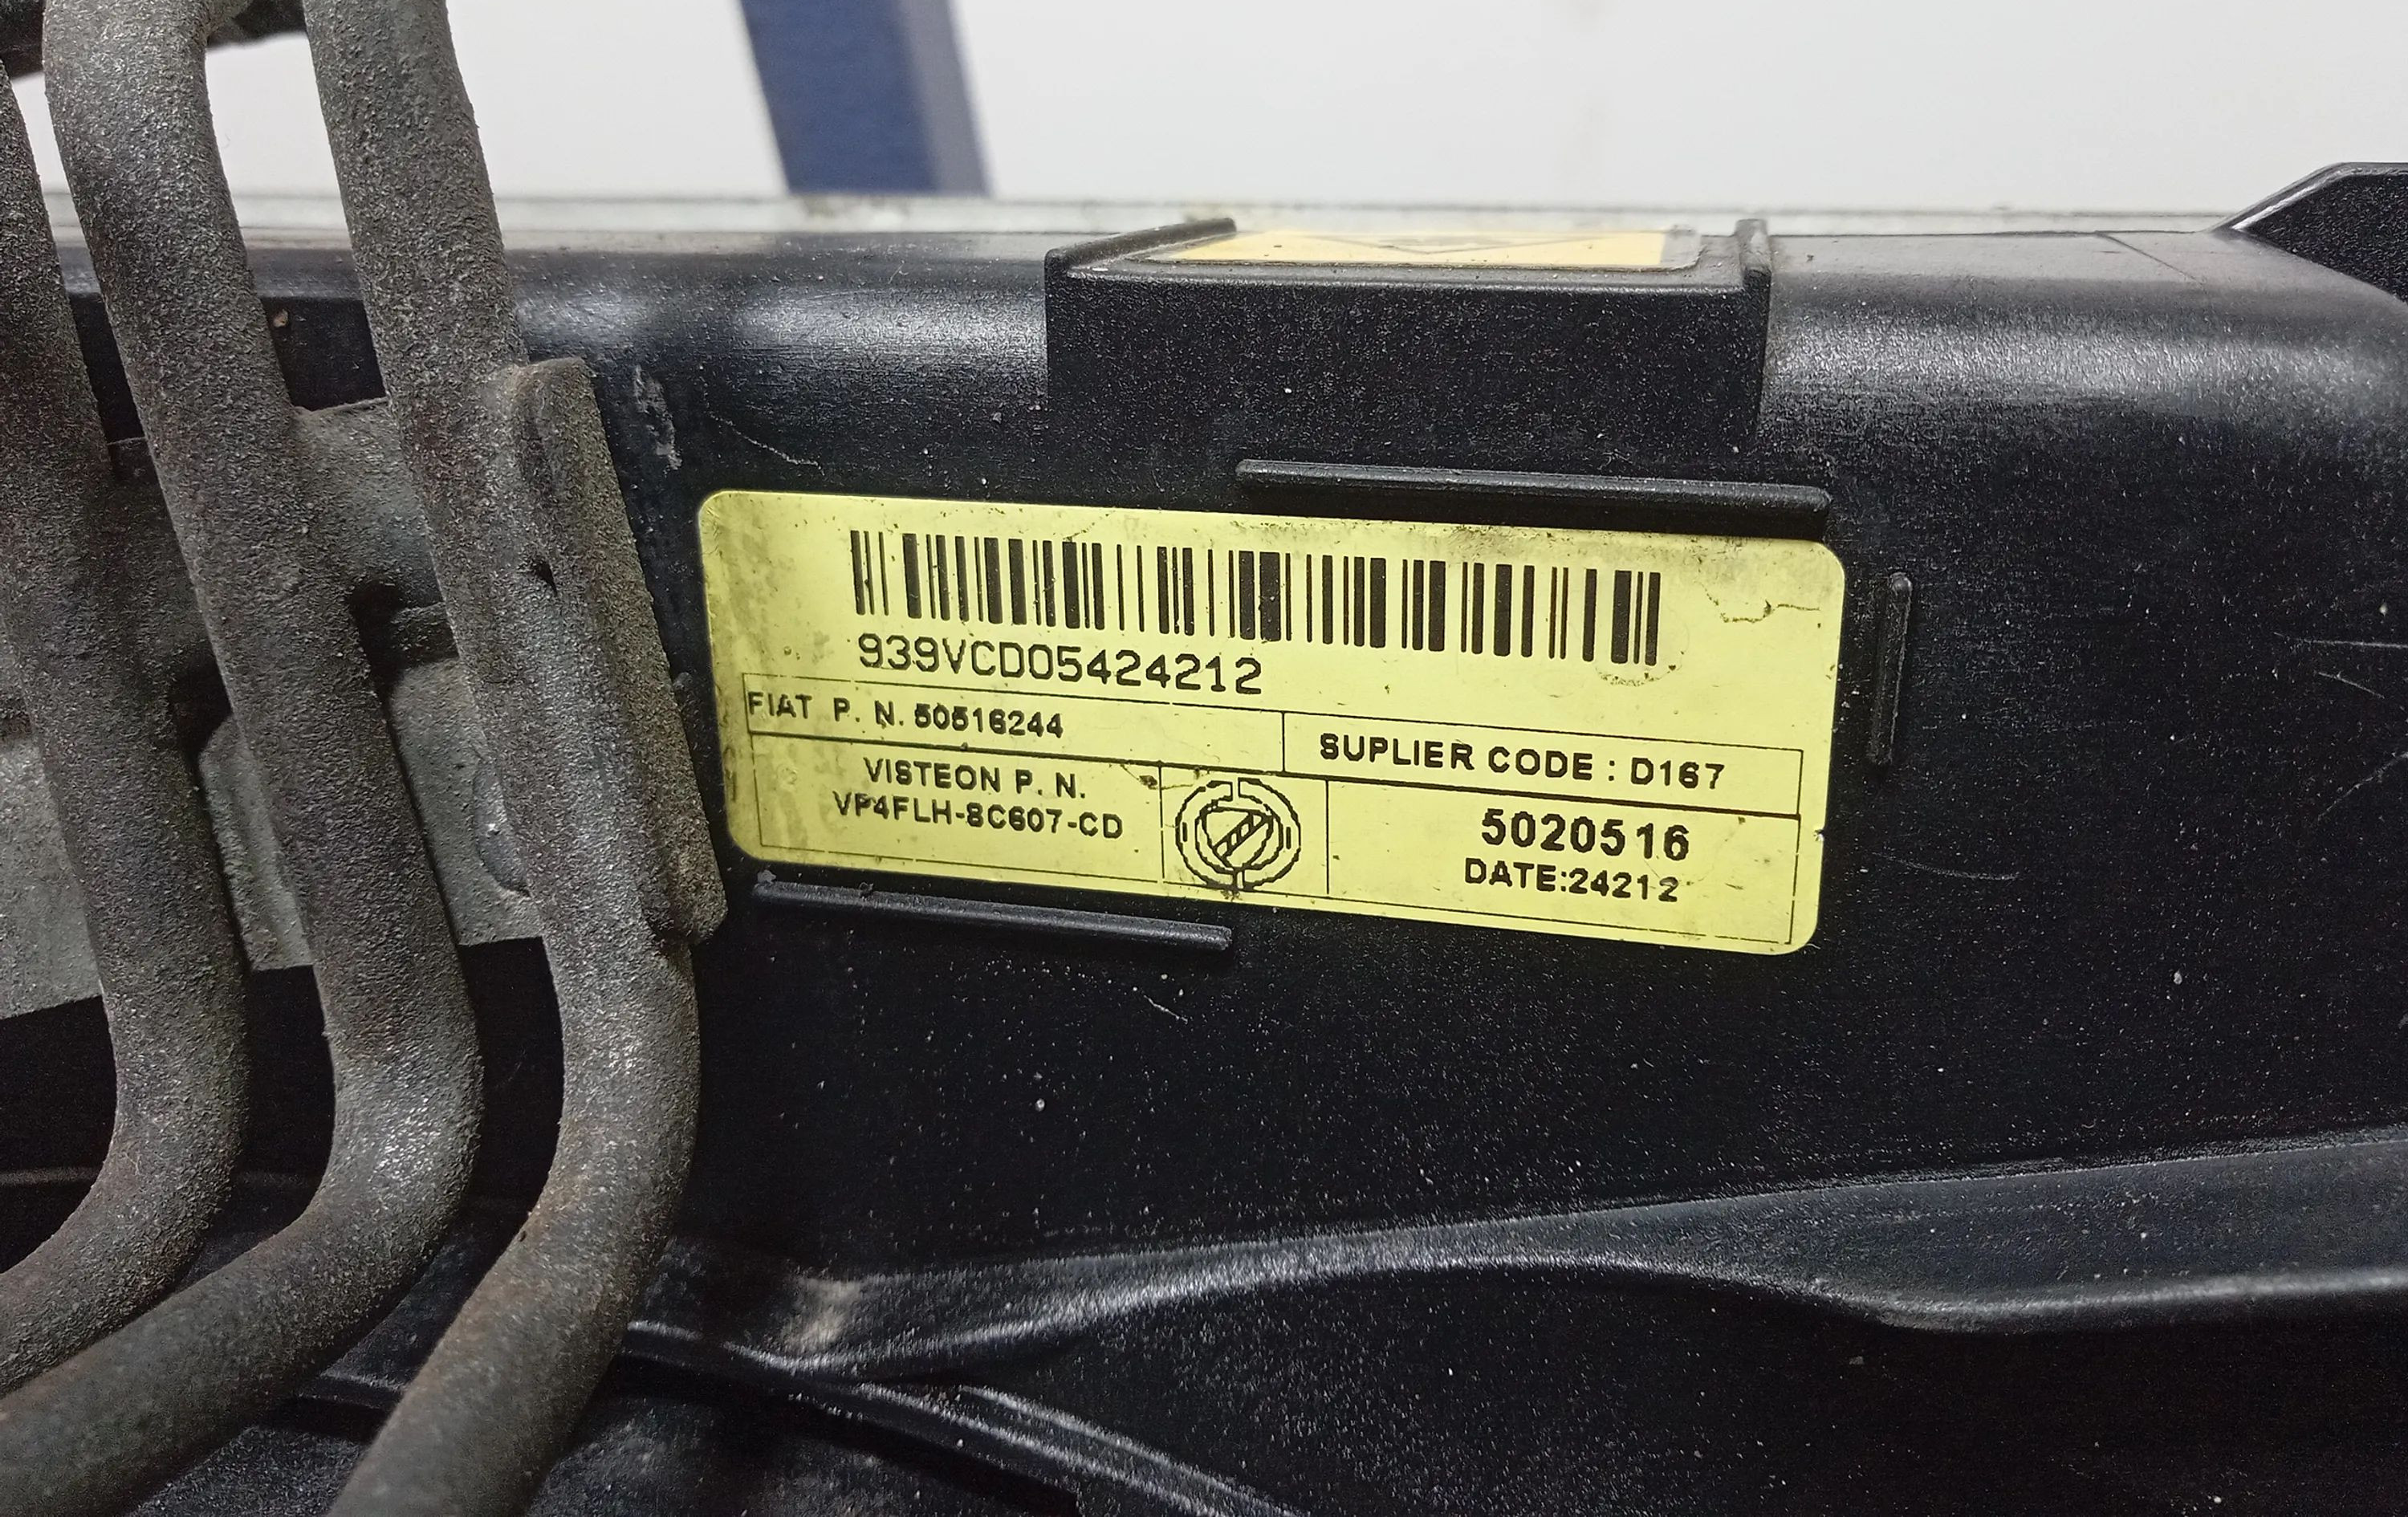 939VCD05424212
FIAT P. N. 50516244
SUPLIER CODE : D167
VISTEON P. N.
VP4FLH-8C607-CD
5020516
DATE:24212